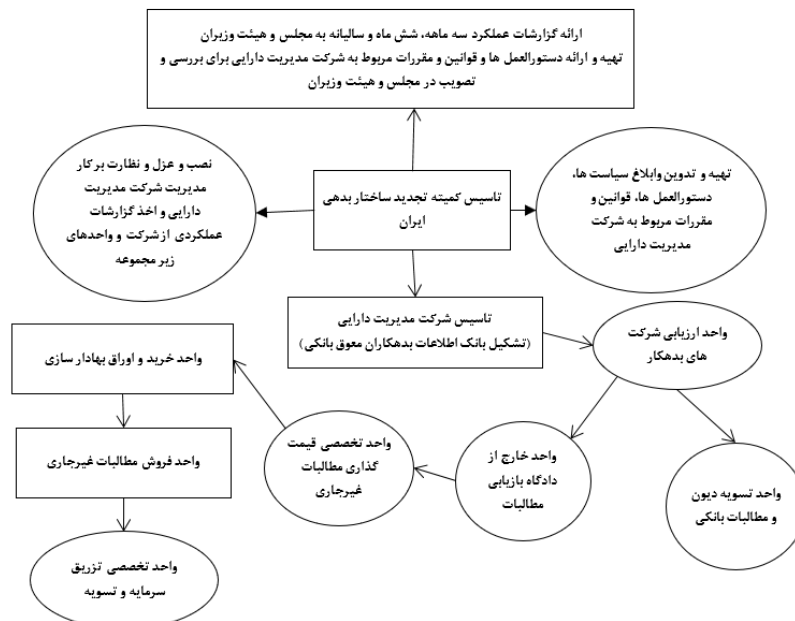 ارائه گزارشات عملکرد سه ماهه، شش ماه و سالیانه به مجلس و هیئت وزیران
تهیه و ارائه دستورالعمل ها و قوانین و مقررات مربوط به شرکت مدیریت دارایی برای بررسی و
تصویب در مجلس و هیئت وزیران
تهیه و تدوین وابلاغ سیاست ها،
دستورالعمل ها، قوانین و
مقررات مربوط به شرکت
مدیریت دارایی
تاسیس کمیته تجدید ساختار بدهی
ایران
نصب و عزل و نظارت بر کار
مدیریت شرکت مدیریت
دارایی و اخذ گزارشات
عملکردی از شرکت و واحدهای
زیر مجموعه
تاسیس شرکت مدیریت دارایی
(تشکیل بانک اطلاعات بدهکاران معوق بانکی)
واحد ارزیابی شرکت
های بدهکار
واحد تسویه دیون
و مطالبات بانکی
واحد خارج از
دادگاه بازیابی
مطالبات
واحد تخصصی قیمت
گذاری مطالبات
غیرجاری
واحد خرید و اوراق بهادار سازی
واحد فروش مطالبات غیرجاری
واحد تخصصی تزریق
سرمایه و تسویه